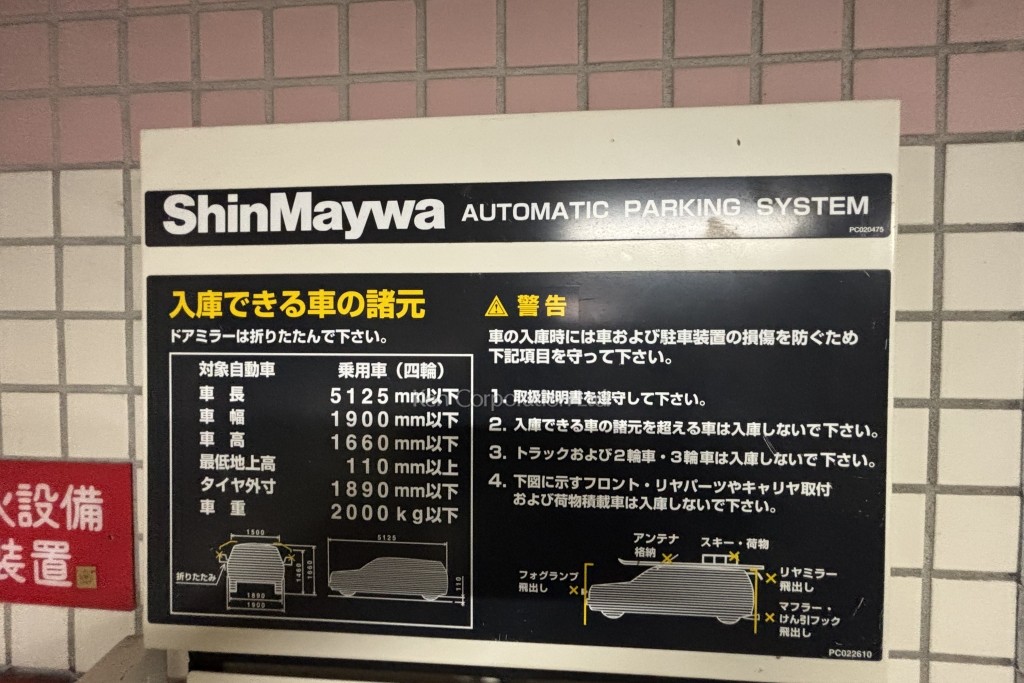 ShinMaywa AUTOMATIC PARKING SYSTEM
PC020475
入庫できる車の諸元
ドアミラーは折りたたんで下さい。
対象自動車 乗用車（四輪）
車長 5125mm以下
車幅 1900mm以下
車高 1660mm以下
最低地上高 110mm以上
タイヤ外寸 1890mm以下
車重 2000kg以下
1500
5125
折りたたみ
1460
1660
110
1890
1900
警告
車の入庫時には車および駐車装置の損傷を防ぐため
下記項目を守って下さい。
1. 取扱説明書を遵守して下さい。
2. 入庫できる車の諸元を超える車は入庫しないで下さい。
3. トラックおよび2輪車・3輪車は入庫しないで下さい。
4. 下図に示すフロント・リヤパーツやキャリヤ取付
および荷物積載車は入庫しないで下さい。
アンテナ
格納
スキー・荷物
フォグランプ
飛出し
リヤミラー
飛出し
マフラー・
けん引フック
飛出し
PC022610
火設備
装置